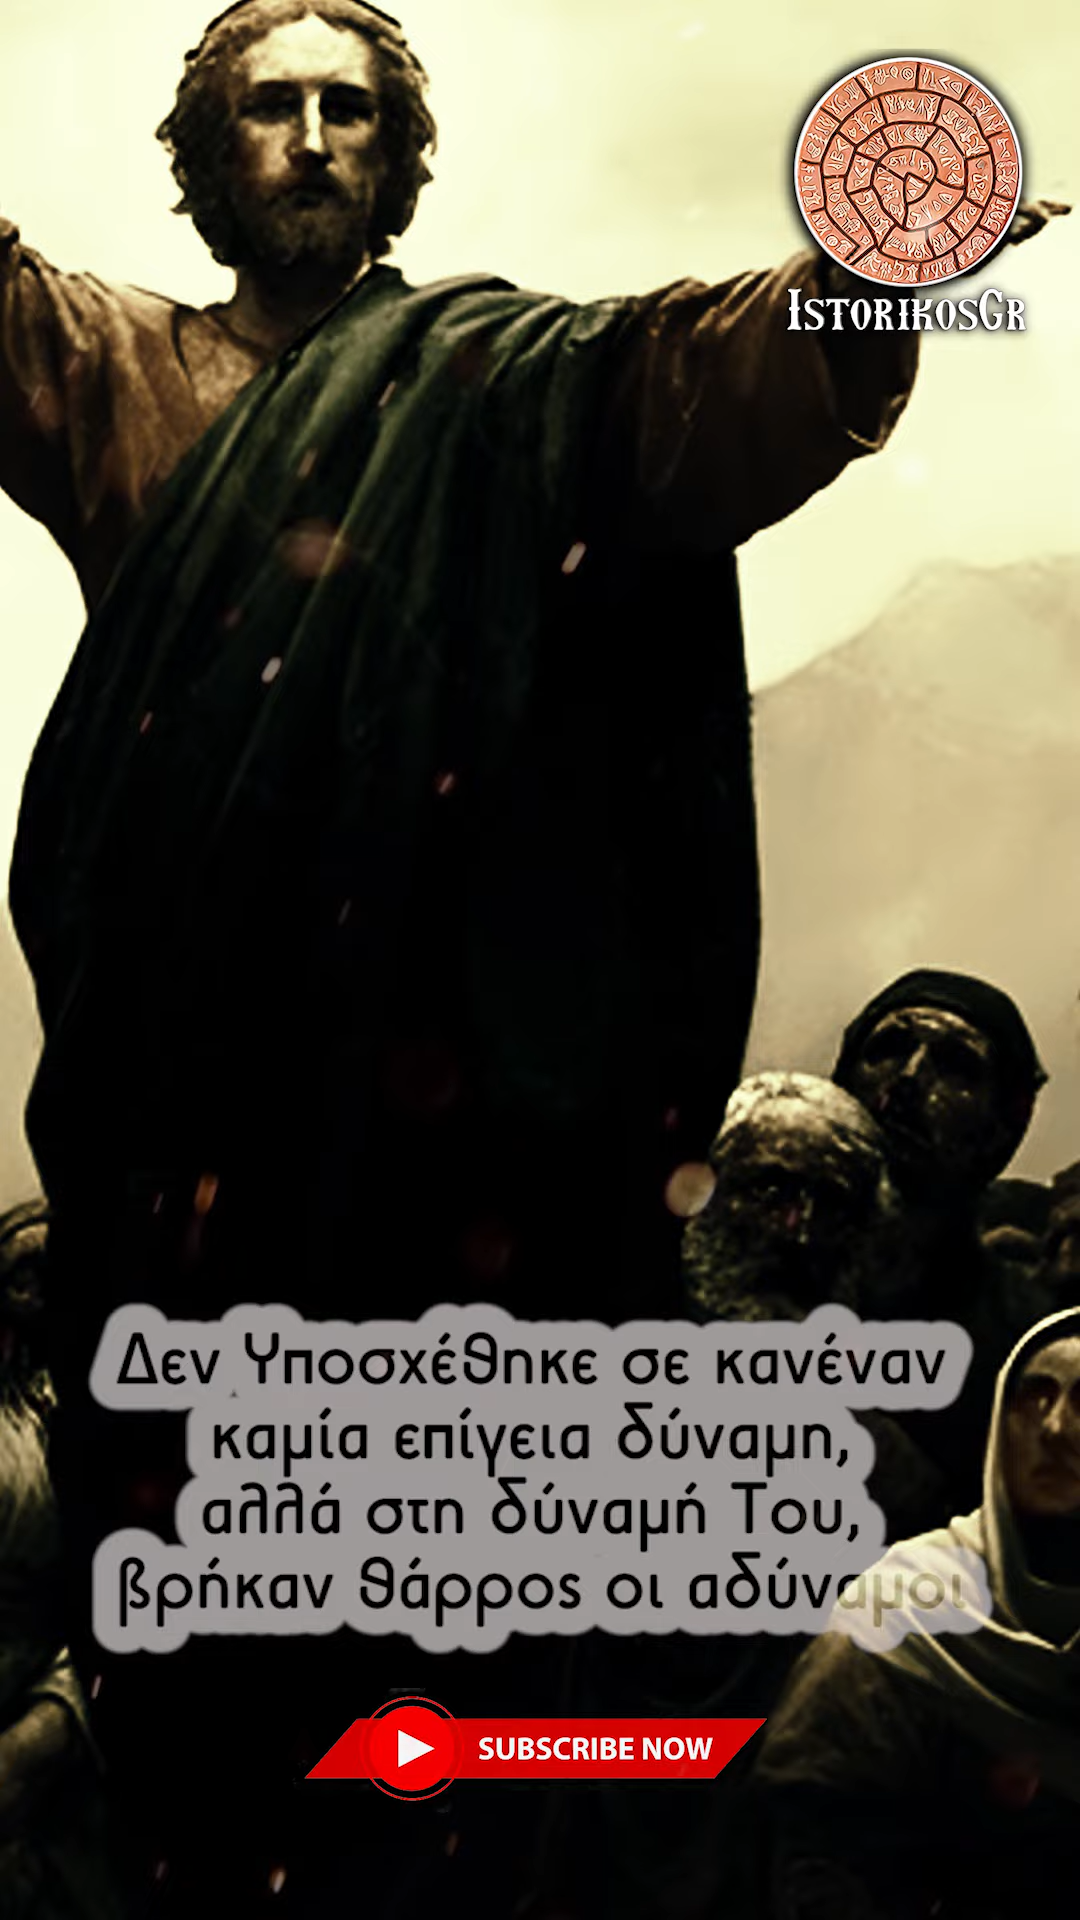 IstorikosGr
Δεν Υποσχέθηκε σε κανέναν
καμία επίγεια δύναμη,
αλλά στη δύναμή Του,
βρήκαν θάρρος οι αδύναμοι
SUBSCRIBE NOW